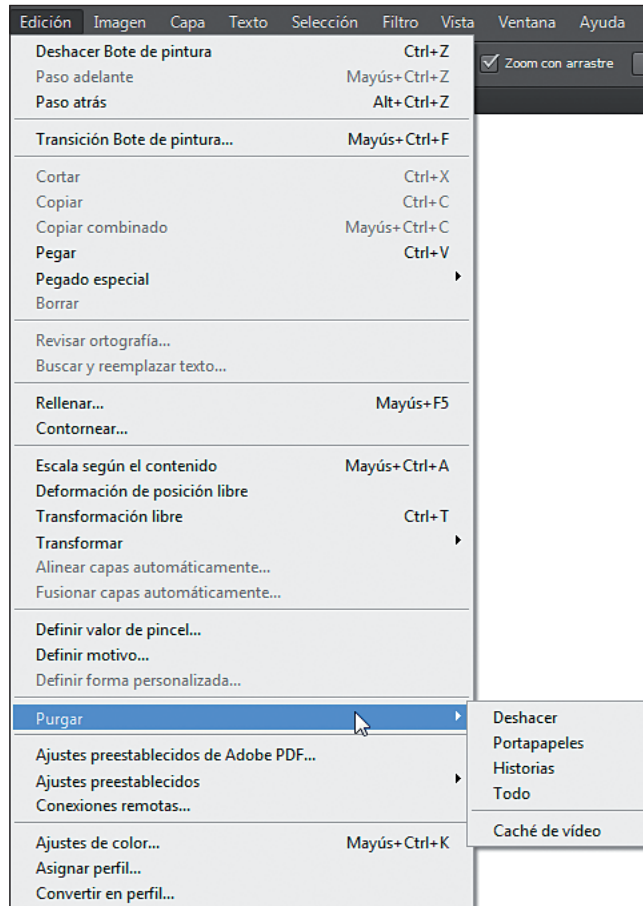 Edición Imagen Capa Texto Selección Filtro Vista Ventana Ayuda
Zoom con arrastre
Deshacer Bote de pintura Ctrl+Z
Paso adelante Mayús+Ctrl+Z
Paso atrás Alt+Ctrl+Z
Transición Bote de pintura... Mayús+Ctrl+F
Cortar Ctrl+X
Copiar Ctrl+C
Copiar combinado Mayús+Ctrl+C
Pegar Ctrl+V
Pegado especial
Borrar
Revisar ortografía...
Buscar y reemplazar texto...
Rellenar... Mayús+F5
Contornear...
Escala según el contenido Mayús+Ctrl+A
Deformación de posición libre
Transformación libre Ctrl+T
Transformar
Alinear capas automáticamente...
Fusionar capas automáticamente...
Definir valor de pincel...
Definir motivo...
Definir forma personalizada...
Purgar
Deshacer
Portapapeles
Historias
Todo
Caché de vídeo
Ajustes preestablecidos de Adobe PDF...
Ajustes preestablecidos
Conexiones remotas...
Ajustes de color... Mayús+Ctrl+K
Asignar perfil...
Convertir en perfil...